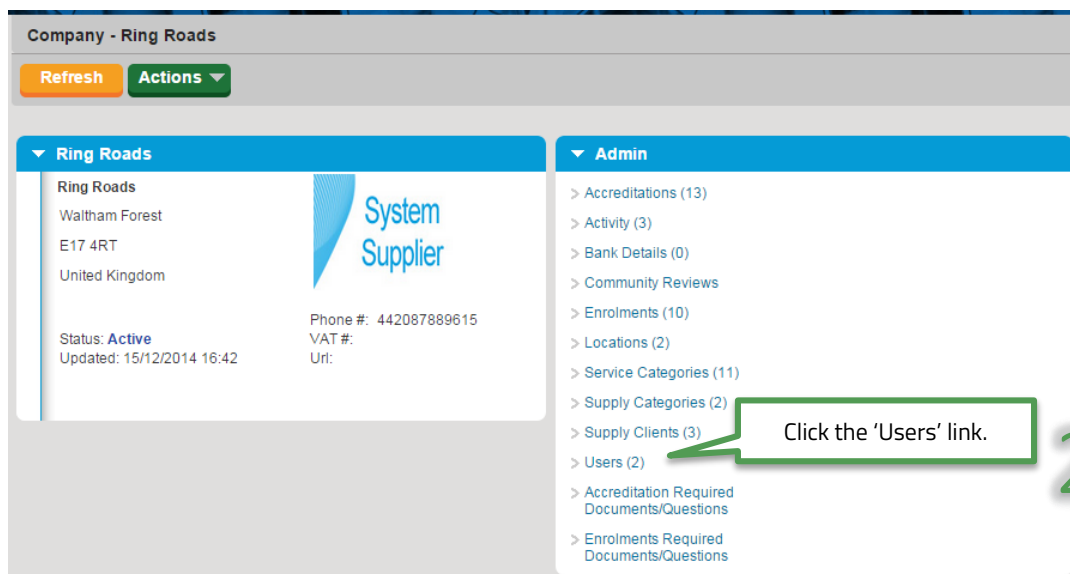 Company - Ring Roads
Refresh
Actions
Ring Roads
Ring Roads
Waltham Forest
E17 4RT
United Kingdom
System
Supplier
Phone #: 442087889615
Status: Active
VAT #:
Updated: 15/12/2014 16:42
Url:
Admin
Accreditations (13)
Activity (3)
Bank Details (0)
Community Reviews
Enrolments (10)
Locations (2)
Service Categories (11)
Supply Categories (2)
Supply Clients (3)
Click the ‘Users’ link.
Users (2)
Accreditation Required
Documents/Questions
Enrolments Required
Documents/Questions